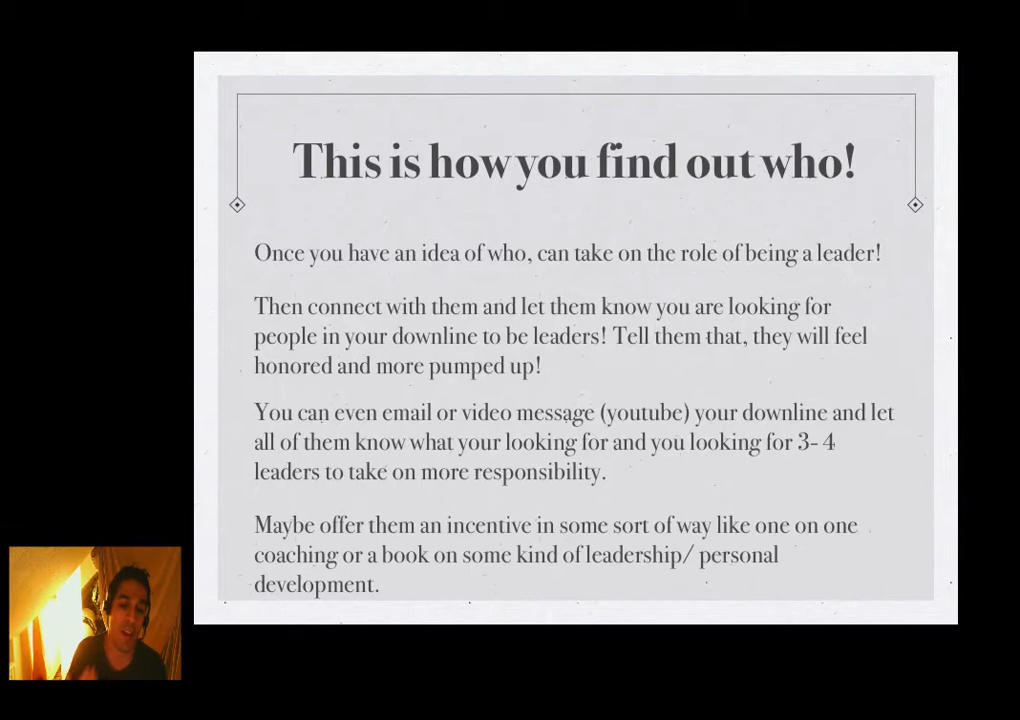 This is how you find out who!
Once you have an idea of who, can take on the role of being a leader!
Then connect with them and let them know you are looking for
people in your downline to be leaders! Tell them that, they will feel
honored and more pumped up!
You can even email or video message (youtube) your downline and let
all of them know what your looking for and you looking for 3- 4
leaders to take on more responsibility.
Maybe offer them an incentive in some sort of way like one on one
coaching or a book on some kind of leadership/ personal
development.